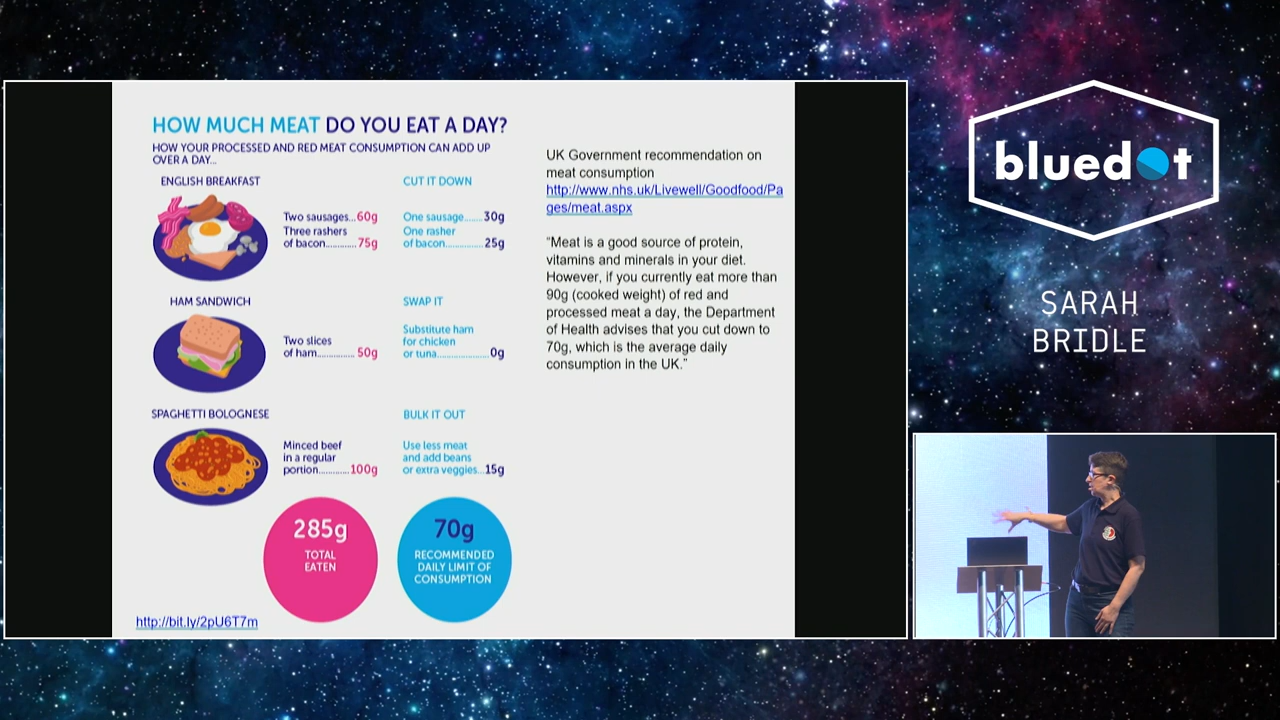 HOW MUCH MEAT DO YOU EAT A DAY?
HOW YOUR PROCESSED AND RED MEAT CONSUMPTION CAN ADD UP
OVER A DAY...
ENGLISH BREAKFAST
Two sausages...60g
Three rashers
of bacon............75g
CUT IT DOWN
One sausage.......30g
One rasher
of bacon.............25g
HAM SANDWICH
Two slices
of ham................50g
SWAP IT
Substitute ham
for chicken
or tuna......................0g
SPAGHETTI BOLOGNESE
Minced beef
in a regular
portion.............100g
BULK IT OUT
Use less meat
and add beans
or extra veggies...15g
285g
TOTAL
EATEN
70g
RECOMMENDED
DAILY LIMIT OF
CONSUMPTION
http://bit.ly/2pU6T7m
UK Government recommendation on
meat consumption
http://www.nhs.uk/Livewell/Goodfood/Pa
ges/meat.aspx
“Meat is a good source of protein,
vitamins and minerals in your diet.
However, if you currently eat more than
90g (cooked weight) of red and
processed meat a day, the Department
of Health advises that you cut down to
70g, which is the average daily
consumption in the UK.”
bluedot
SARAH
BRIDLE